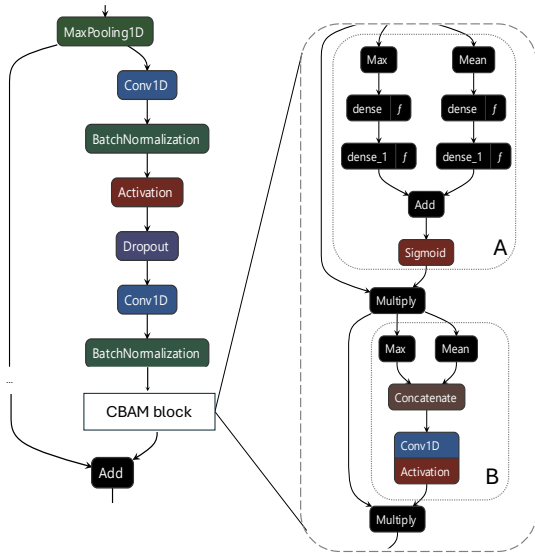 MaxPooling1D
Conv1D
BatchNormalization
Activation
Dropout
Conv1D
BatchNormalization
...
CBAM block
Add
Max
Mean
dense f
dense f
dense_1 f
dense_1 f
Add
Sigmoid
A
Multiply
Max
Mean
Concatenate
Conv1D
Activation
B
Multiply